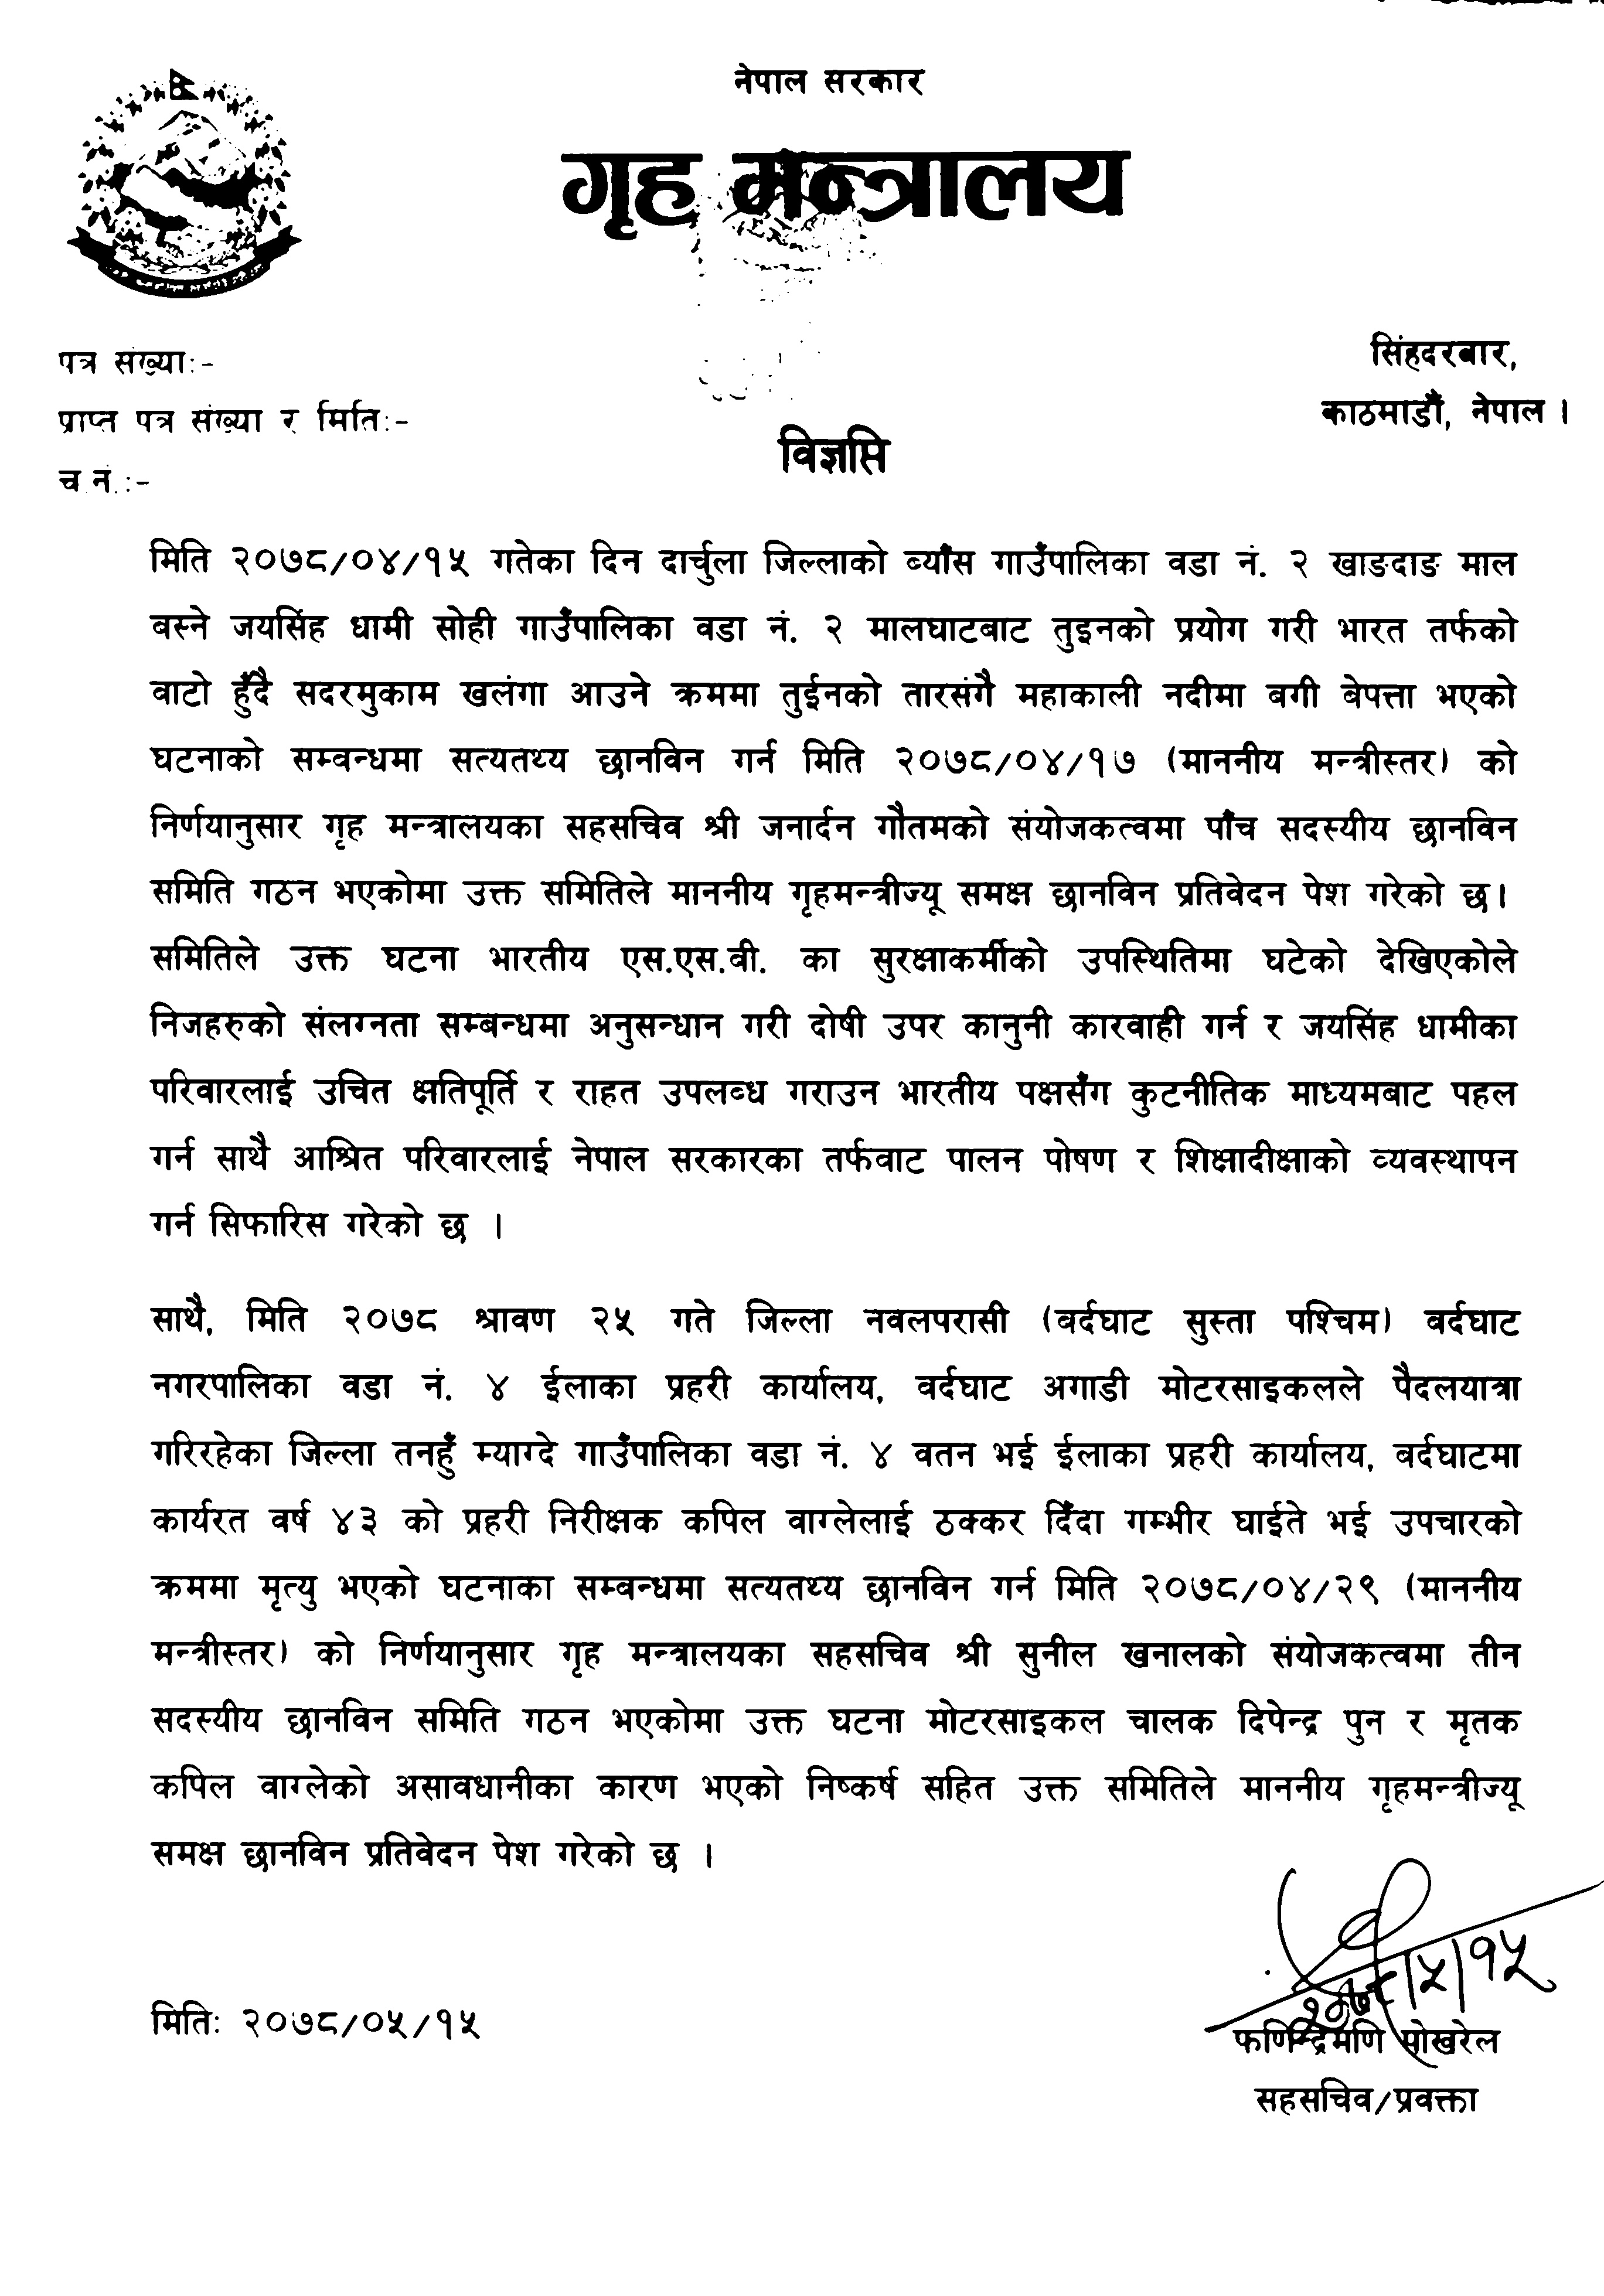 नेपाल सरकार
गृह मन्त्रालय
पत्र संख्याः-
प्राप्त पत्र संख्या र मितिः-
च नं.:-
सिंहदरबार,
काठमाडौँ, नेपाल ।
विज्ञप्ति
मिति २०७८/०४/१५ गतेका दिन दार्चुला जिल्लाको ब्याँस गाउँपालिका वडा नं. २ खाङदाङ माल
बस्ने जयसिंह धामी सोही गाउँपालिका वडा नं. २ मालघाटबाट तुइनको प्रयोग गरी भारत तर्फको
वाटो हुँदै सदरमुकाम खलंगा आउने क्रममा तुईनको तारसंगै महाकाली नदीमा बगी बेपत्ता भएको
घटनाको सम्वन्धमा सत्यतथ्य छानविन गर्न मिति २०७८/०४/१७ (माननीय मन्त्रीस्तर) को
निर्णयानुसार गृह मन्त्रालयका सहसचिव श्री जनार्दन गौतमको संयोजकत्वमा पाँच सदस्यीय छानविन
समिति गठन भएकोमा उक्त समितिले माननीय गृहमन्त्रीज्यू समक्ष छानविन प्रतिवेदन पेश गरेको छ।
समितिले उक्त घटना भारतीय एस.एस.वी. का सुरक्षाकर्मीको उपस्थितिमा घटेको देखिएकोले
निजहरुको संलग्नता सम्बन्धमा अनुसन्धान गरी दोषी उपर कानुनी कारवाही गर्न र जयसिंह धामीका
परिवारलाई उचित क्षतिपूर्ति र राहत उपलब्ध गराउन भारतीय पक्षसँग कुटनीतिक माध्यमबाट पहल
गर्न साथै आश्रित परिवारलाई नेपाल सरकारका तर्फवाट पालन पोषण र शिक्षादीक्षाको व्यवस्थापन
गर्न सिफारिस गरेको छ ।
साथै, मिति २०७८ श्रावण २५ गते जिल्ला नवलपरासी (बर्दघाट सुस्ता पश्चिम) बर्दघाट
नगरपालिका वडा नं. ४ ईलाका प्रहरी कार्यालय, वर्दघाट अगाडी मोटरसाइकलले पैदलयात्रा
गरिरहेका जिल्ला तनहुँ म्याग्दे गाउँपालिका वडा नं. ४ वतन भई ईलाका प्रहरी कार्यालय, बर्दघाटमा
कार्यरत वर्ष ४३ को प्रहरी निरीक्षक कपिल वाग्लेलाई ठक्कर दिँदा गम्भीर घाईते भई उपचारको
क्रममा मृत्यु भएको घटनाका सम्बन्धमा सत्यतथ्य छानविन गर्न मिति २०७८/०४/२९ (माननीय
मन्त्रीस्तर) को निर्णयानुसार गृह मन्त्रालयका सहसचिव श्री सुनील खनालको संयोजकत्वमा तीन
सदस्यीय छानविन समिति गठन भएकोमा उक्त घटना मोटरसाइकल चालक दिपेन्द्र पुन र मृतक
कपिल वाग्लेको असावधानीका कारण भएको निष्कर्ष सहित उक्त समितिले माननीय गृहमन्त्रीज्यू
समक्ष छानविन प्रतिवेदन पेश गरेको छ ।
२०७८/५/१५
मितिः २०७८/०५/१५
फणिन्द्रमणि पोखरेल
सहसचिव/प्रवक्ता